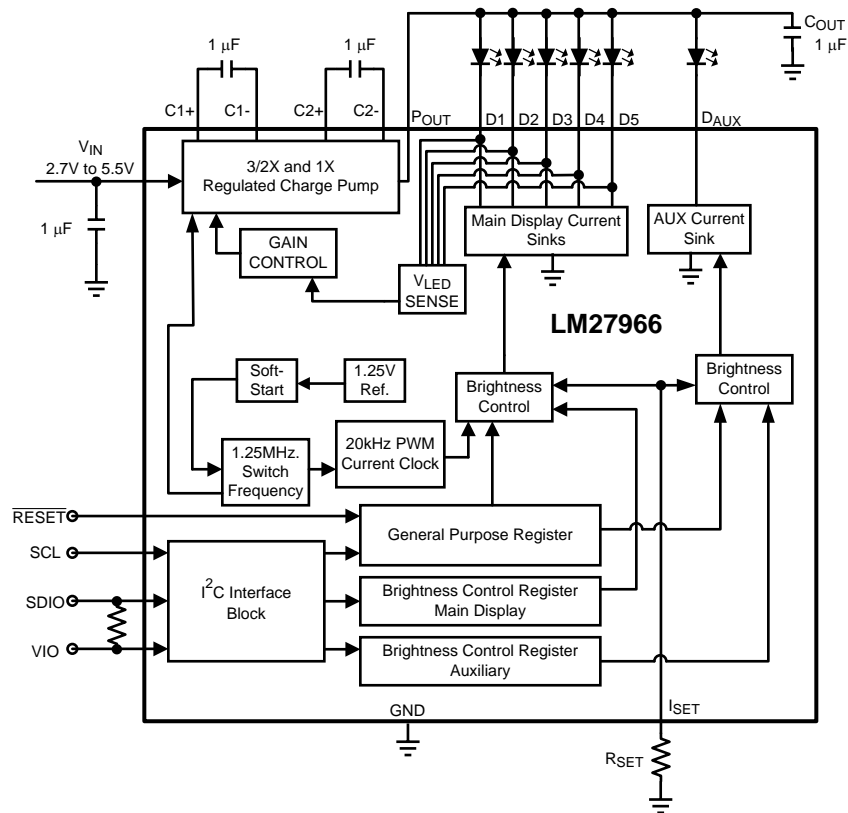 COUT
1 µF
1 µF
1 µF
C1+
C1-
C2+
C2-
POUT
D1
D2
D3
D4
D5
DAUX
VIN
2.7V to 5.5V
1 µF
3/2X and 1X
Regulated Charge Pump
GAIN
CONTROL
VLED
SENSE
Main Display Current
Sinks
AUX Current
Sink
LM27966
Soft-
Start
1.25V
Ref.
Brightness
Control
Brightness
Control
1.25MHz.
Switch
Frequency
20kHz PWM
Current Clock
RESET
SCL
SDIO
VIO
I2C Interface
Block
General Purpose Register
Brightness Control Register
Main Display
Brightness Control Register
Auxiliary
GND
ISET
RSET